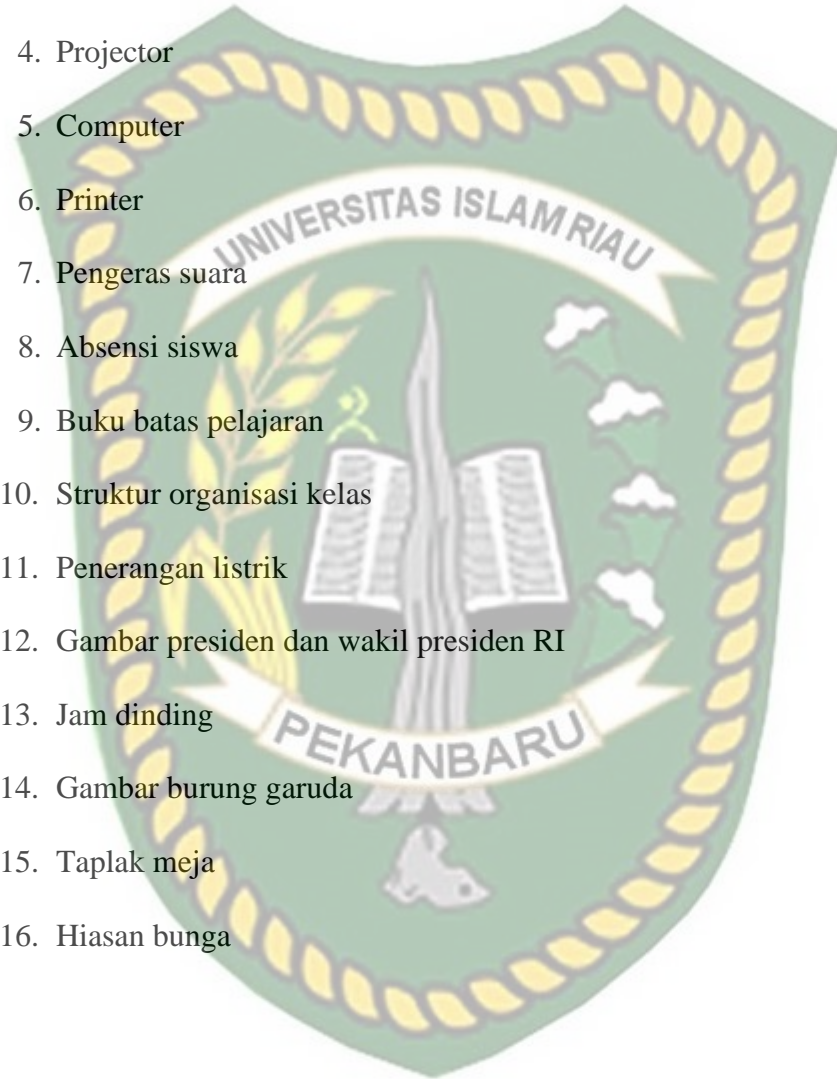 4. Projector
5. Computer
6. Printer
UNIVERSITAS ISLAM RIAU
7. Pengeras suara
8. Absensi siswa
9. Buku batas pelajaran
10. Struktur organisasi kelas
11. Penerangan listrik
12. Gambar presiden dan wakil presiden RI
13. Jam dinding
PEKANBARU
14. Gambar burung garuda
15. Taplak meja
16. Hiasan bunga